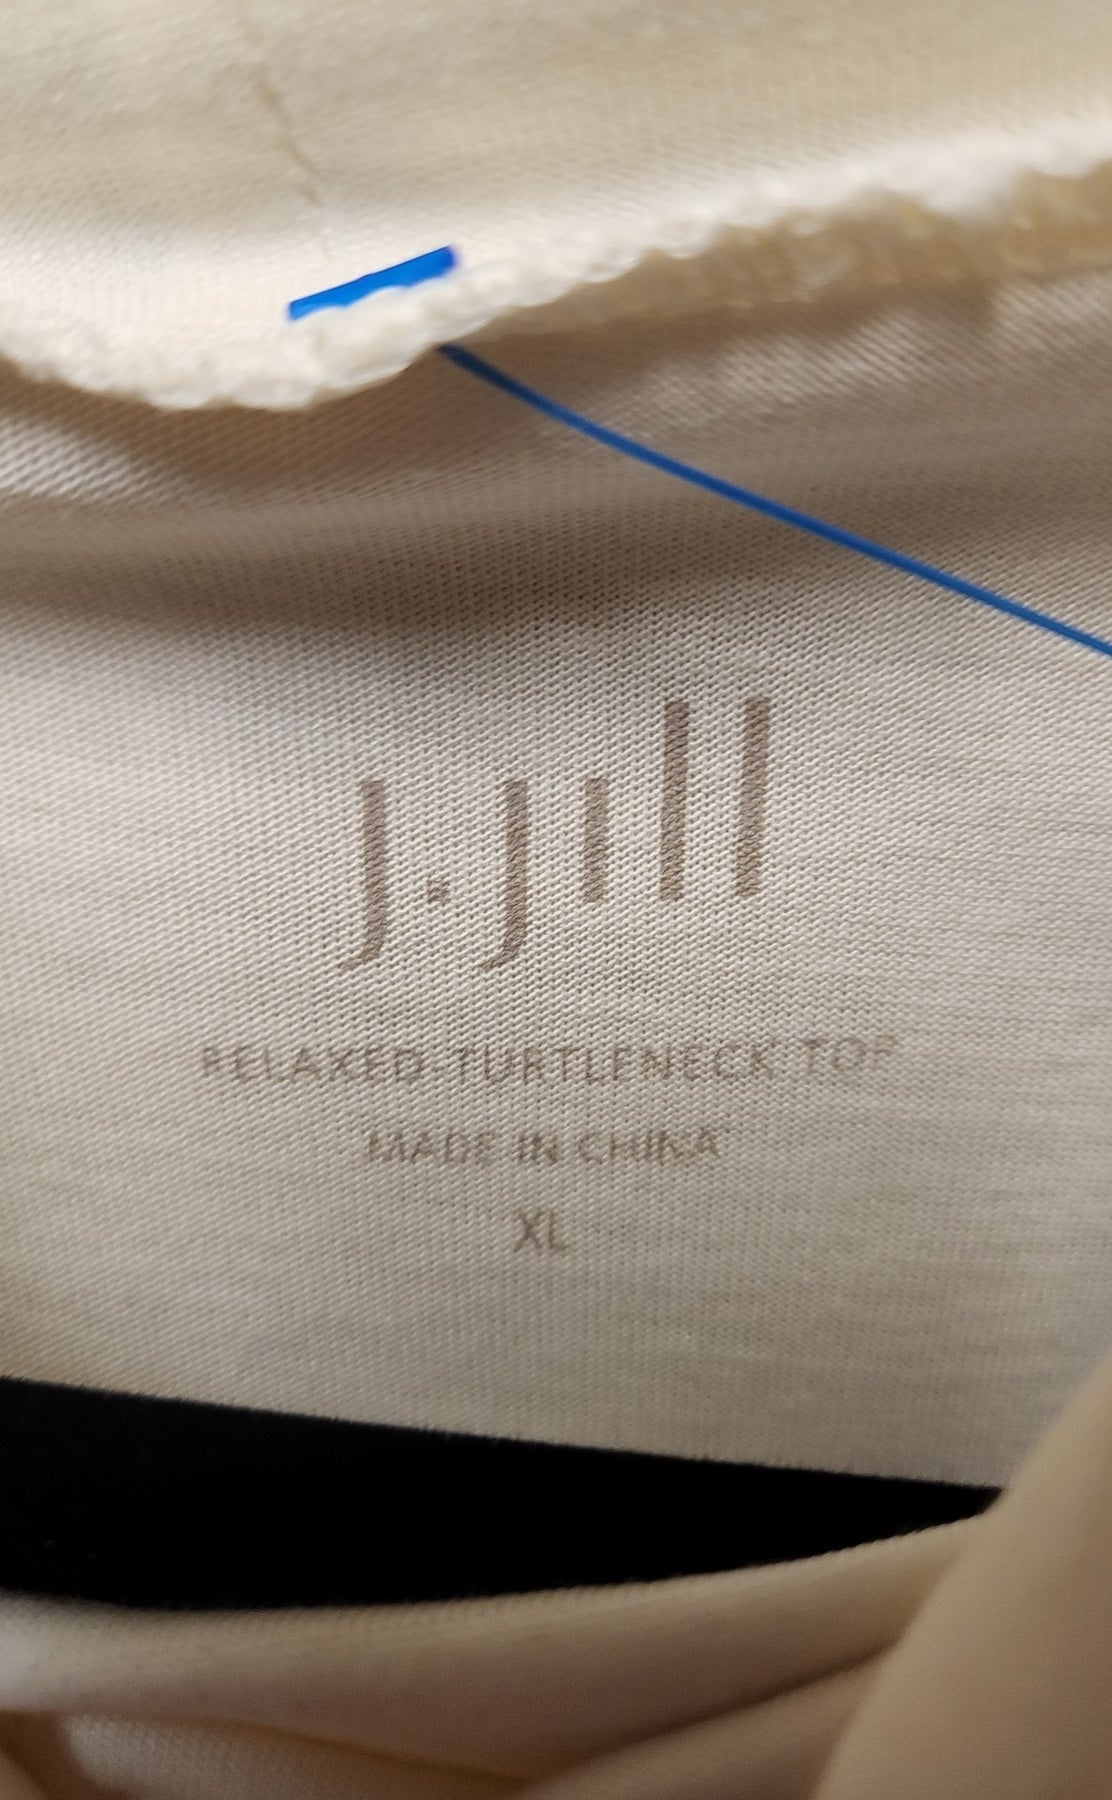 J.Jill
RELAXED TURTLENECK TOP
MADE IN CHINA
XL